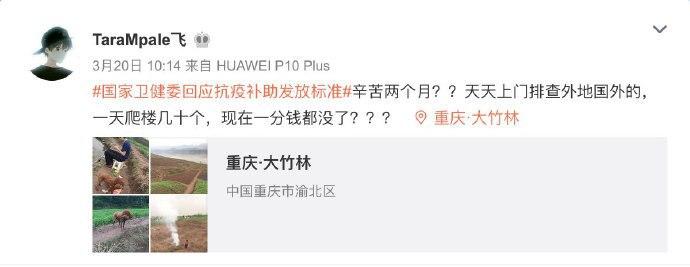 TaraMpale飞
3月20日 10:14 来自 HUAWEI P10 Plus
#国家卫健委回应抗疫补助发放标准#辛苦两个月？？天天上门排查外地国外的，
一天爬楼几十个，现在一分钱都没了？？？ 重庆·大竹林
重庆·大竹林
中国重庆市渝北区